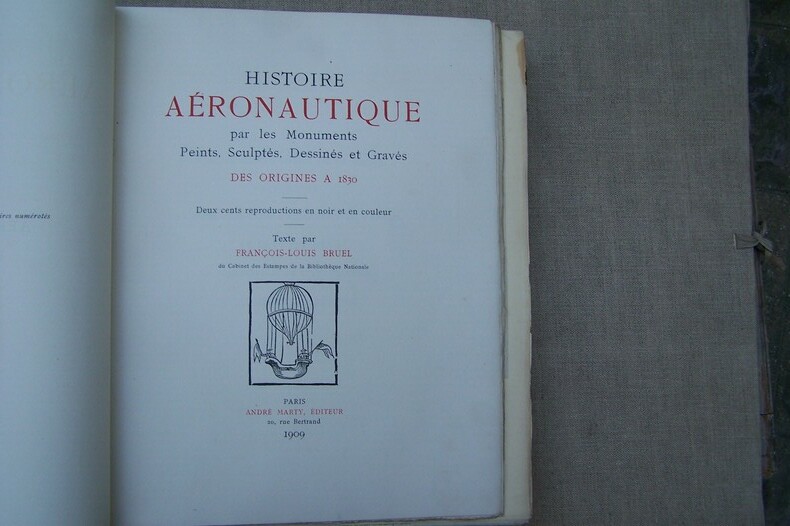 ires numérotés
HISTOIRE
AÉRONAUTIQUE
par les Monuments
Peints, Sculptés, Dessinés et Gravés
DES ORIGINES A 1830
Deux cents reproductions en noir et en couleur
Texte par
FRANÇOIS-LOUIS BRUEL
du Cabinet des Estampes de la Bibliothèque Nationale
PARIS
ANDRÉ MARTY, ÉDITEUR
rue Bertrand
1909